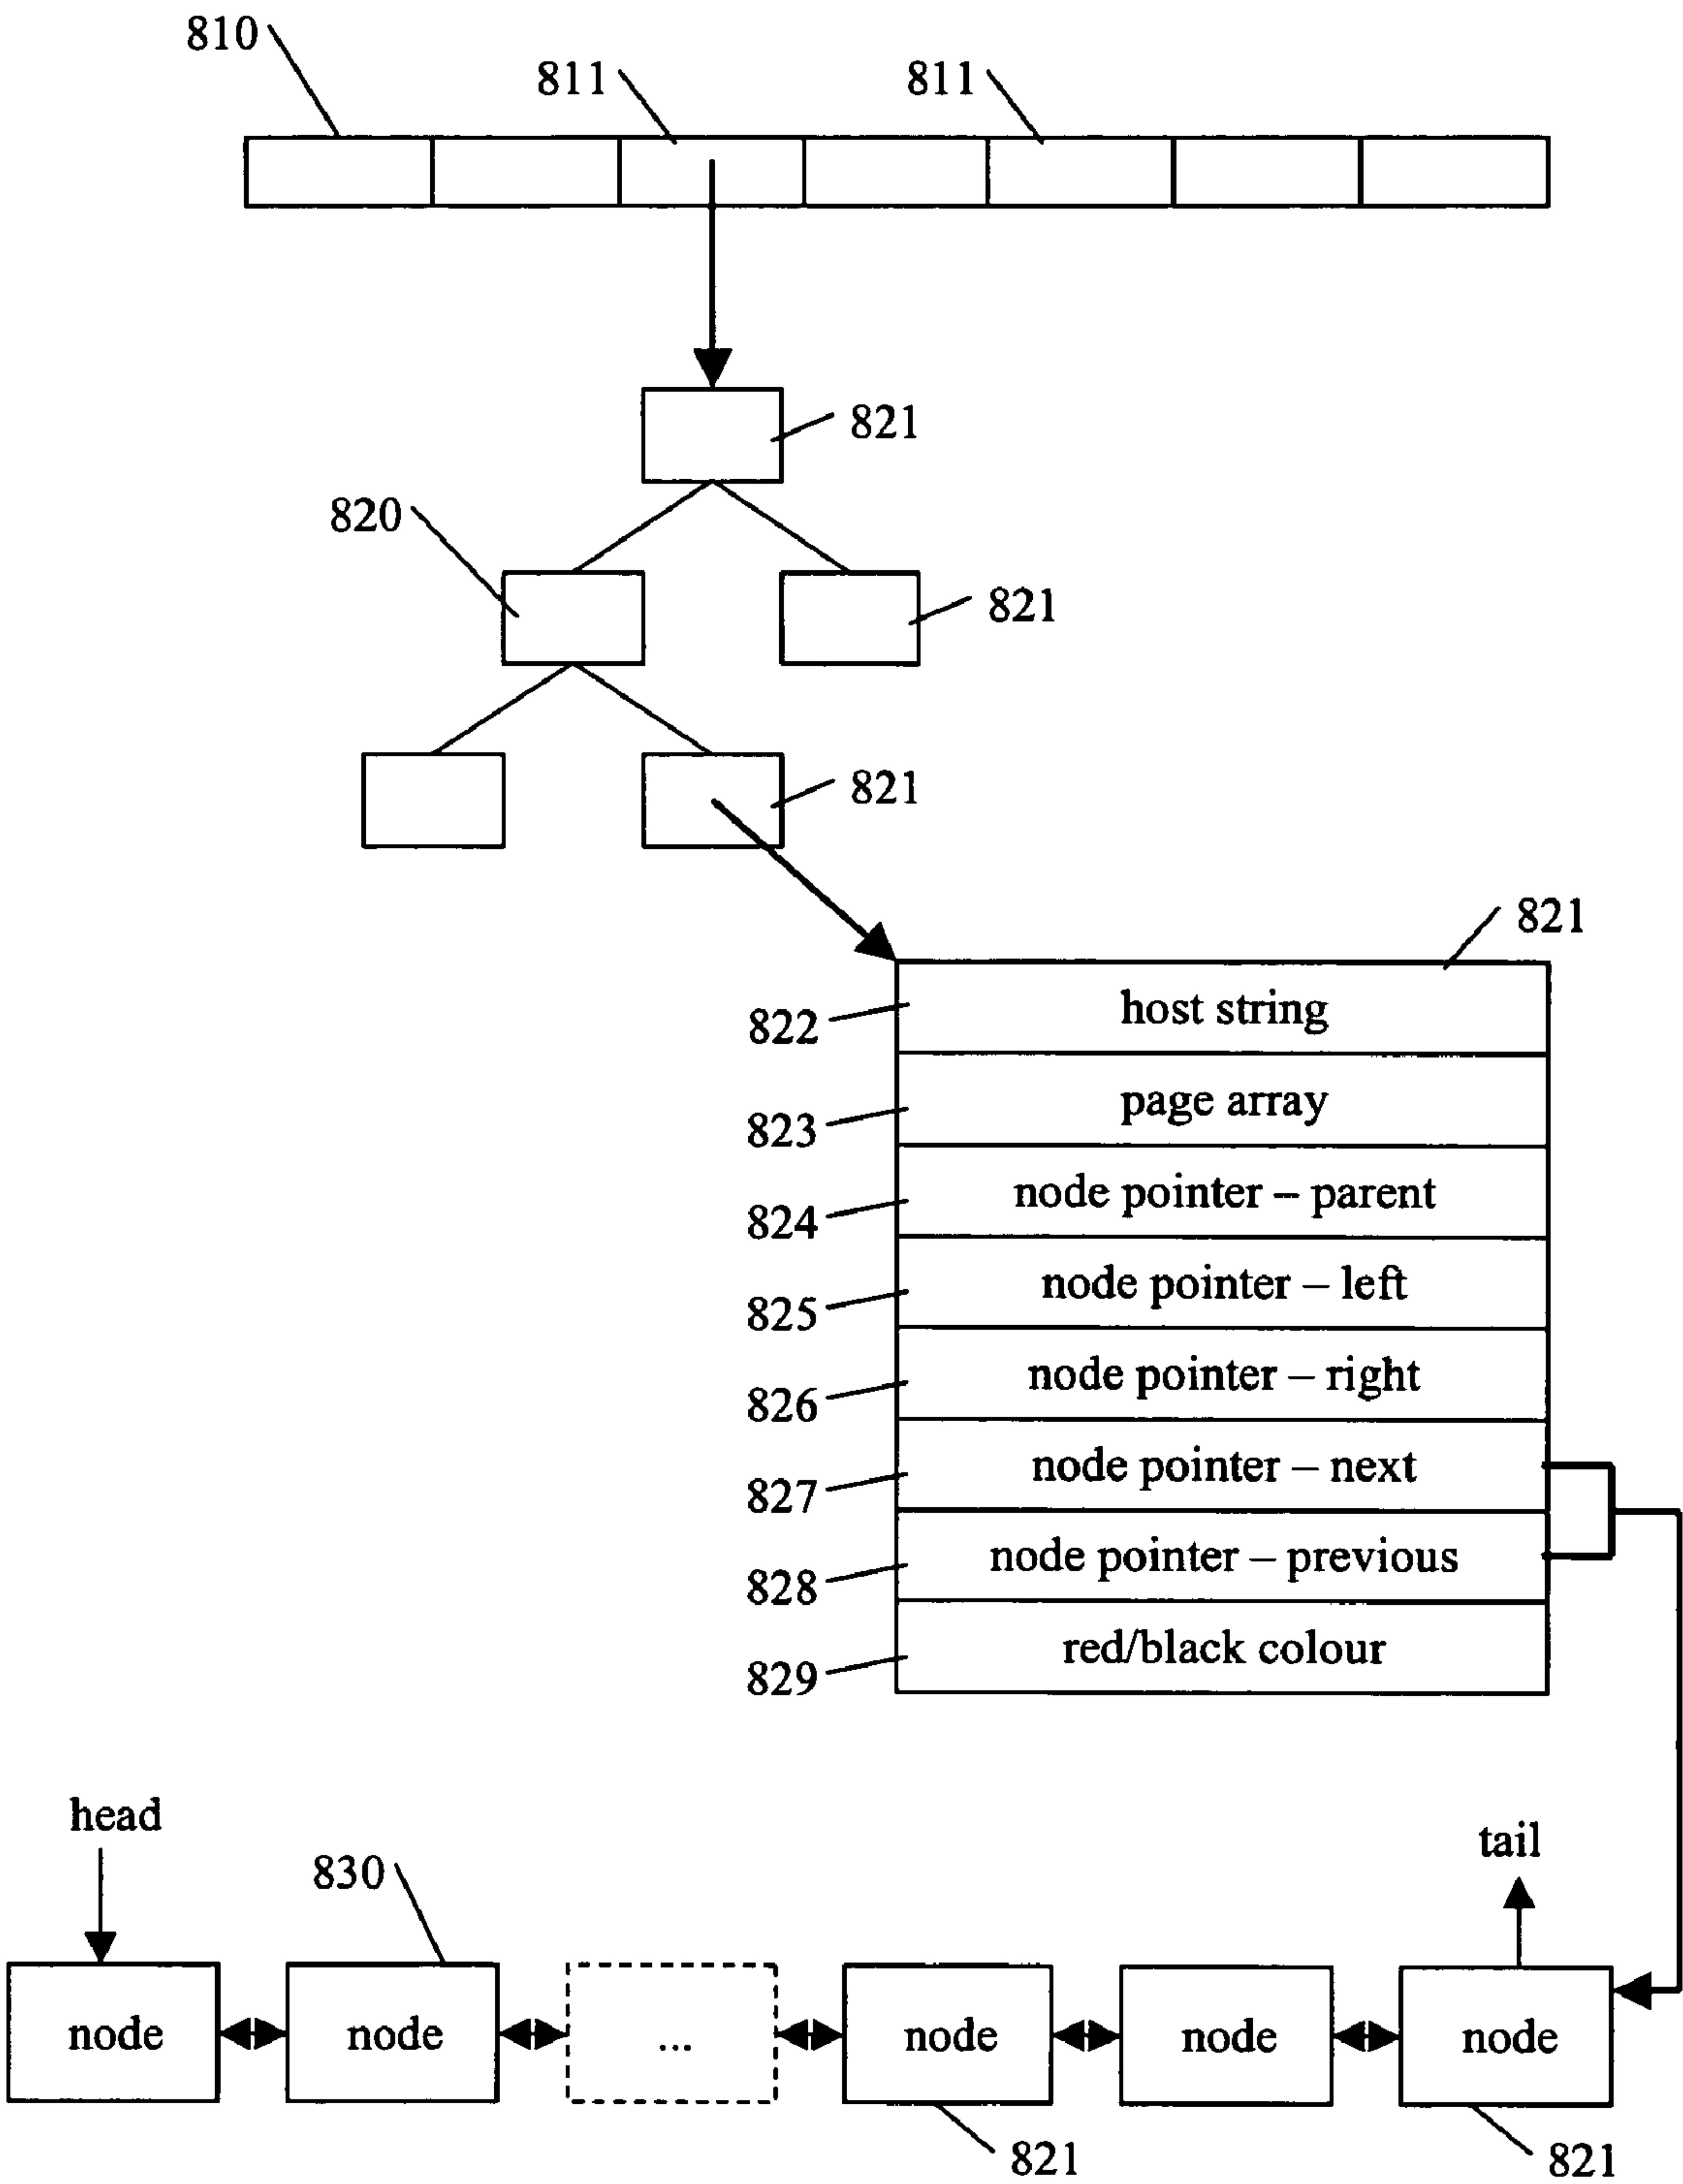 810
811
811
821
820
821
821
821
822
host string
823
page array
824
node pointer – parent
825
node pointer – left
826
node pointer – right
827
node pointer – next
828
node pointer – previous
829
red/black colour
head
830
tail
node
node
...
node
node
node
821
821